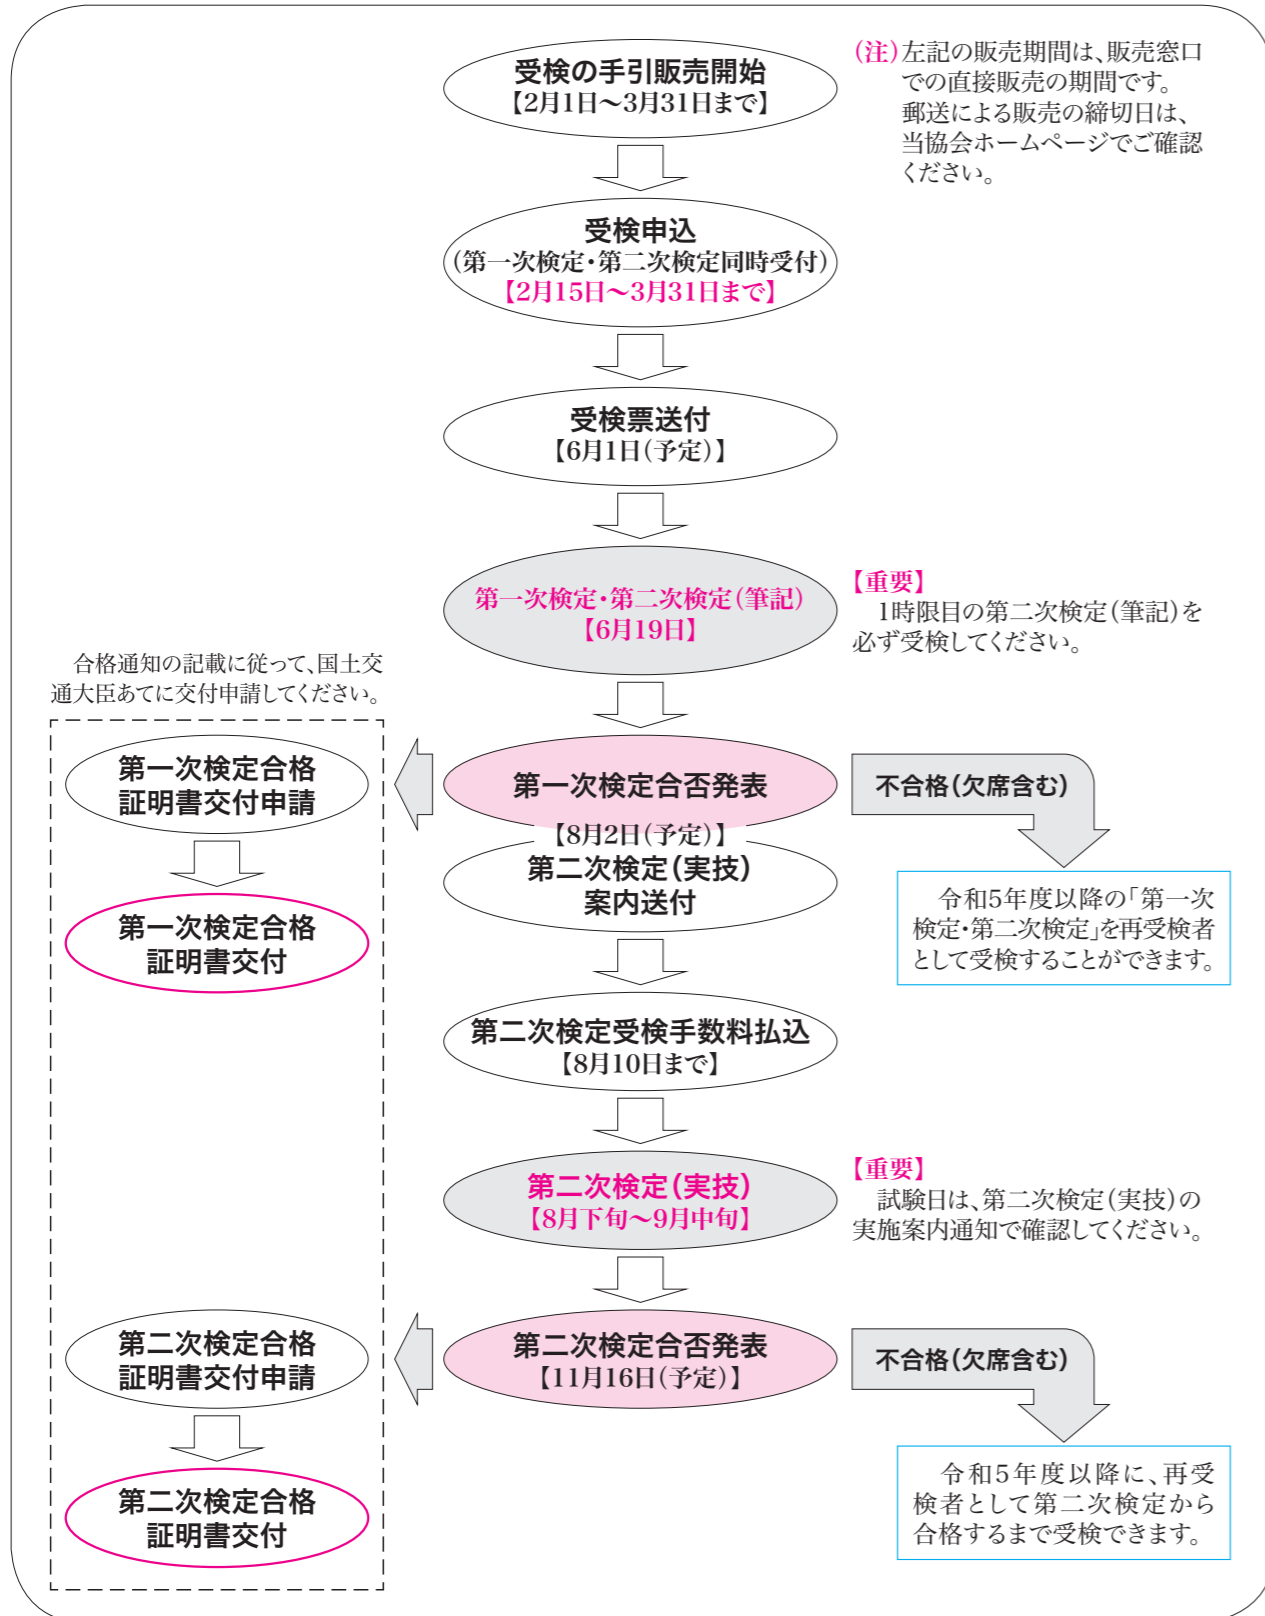 受検の手引販売開始
【2月1日～3月31日まで】
(注)左記の販売期間は、販売窓口
での直接販売の期間です。
郵送による販売の締切日は、
当協会ホームページでご確認
ください。
受検申込
(第一次検定・第二次検定同時受付)
【2月15日～3月31日まで】
受検票送付
【6月1日(予定)】
第一次検定・第二次検定(筆記)
【6月19日】
【重要】
1時限目の第二次検定(筆記)を
必ず受検してください。
合格通知の記載に従って、国土交
通大臣あてに交付申請してください。
第一次検定合格
証明書交付申請
第一次検定合否発表
【8月2日(予定)】
不合格(欠席含む)
第二次検定(実技)
案内送付
第一次検定合格
証明書交付
令和5年度以降の「第一次
検定・第二次検定」を再受検者
として受検することができます。
第二次検定受検手数料払込
【8月10日まで】
第二次検定(実技)
【8月下旬～9月中旬】
【重要】
試験日は、第二次検定(実技)の
実施案内通知で確認してください。
第二次検定合格
証明書交付申請
第二次検定合否発表
【11月16日(予定)】
不合格(欠席含む)
第二次検定合格
証明書交付
令和5年度以降に、再受
検者として第二次検定から
合格するまで受検できます。